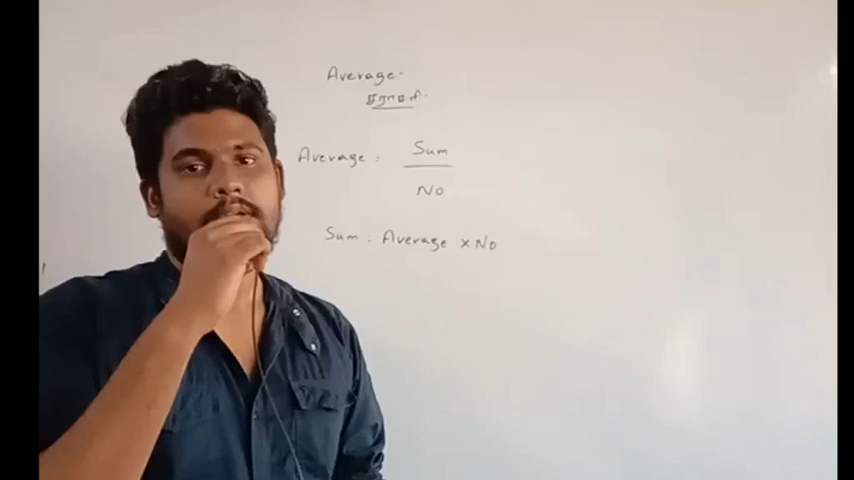 Average-
சராசரி-
Average = Sum / No
Sum = Average × No